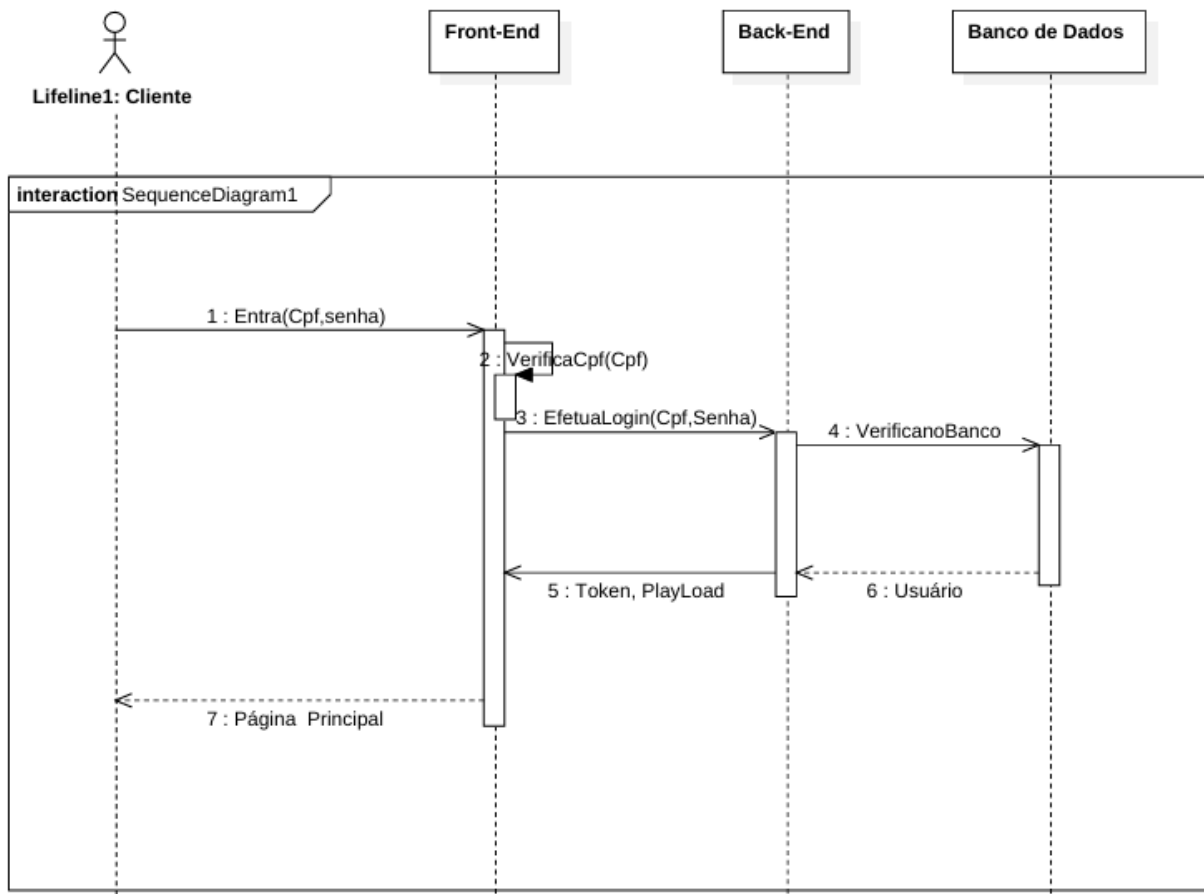 Front-End
Back-End
Banco de Dados
Lifeline1: Cliente
interaction SequenceDiagram1
1 : Entra(Cpf,senha)
2 : VerificaCpf(Cpf)
3 : EfetuaLogin(Cpf,Senha)
4 : VerificanoBanco
5 : Token, PlayLoad
6 : Usuário
7 : Página  Principal